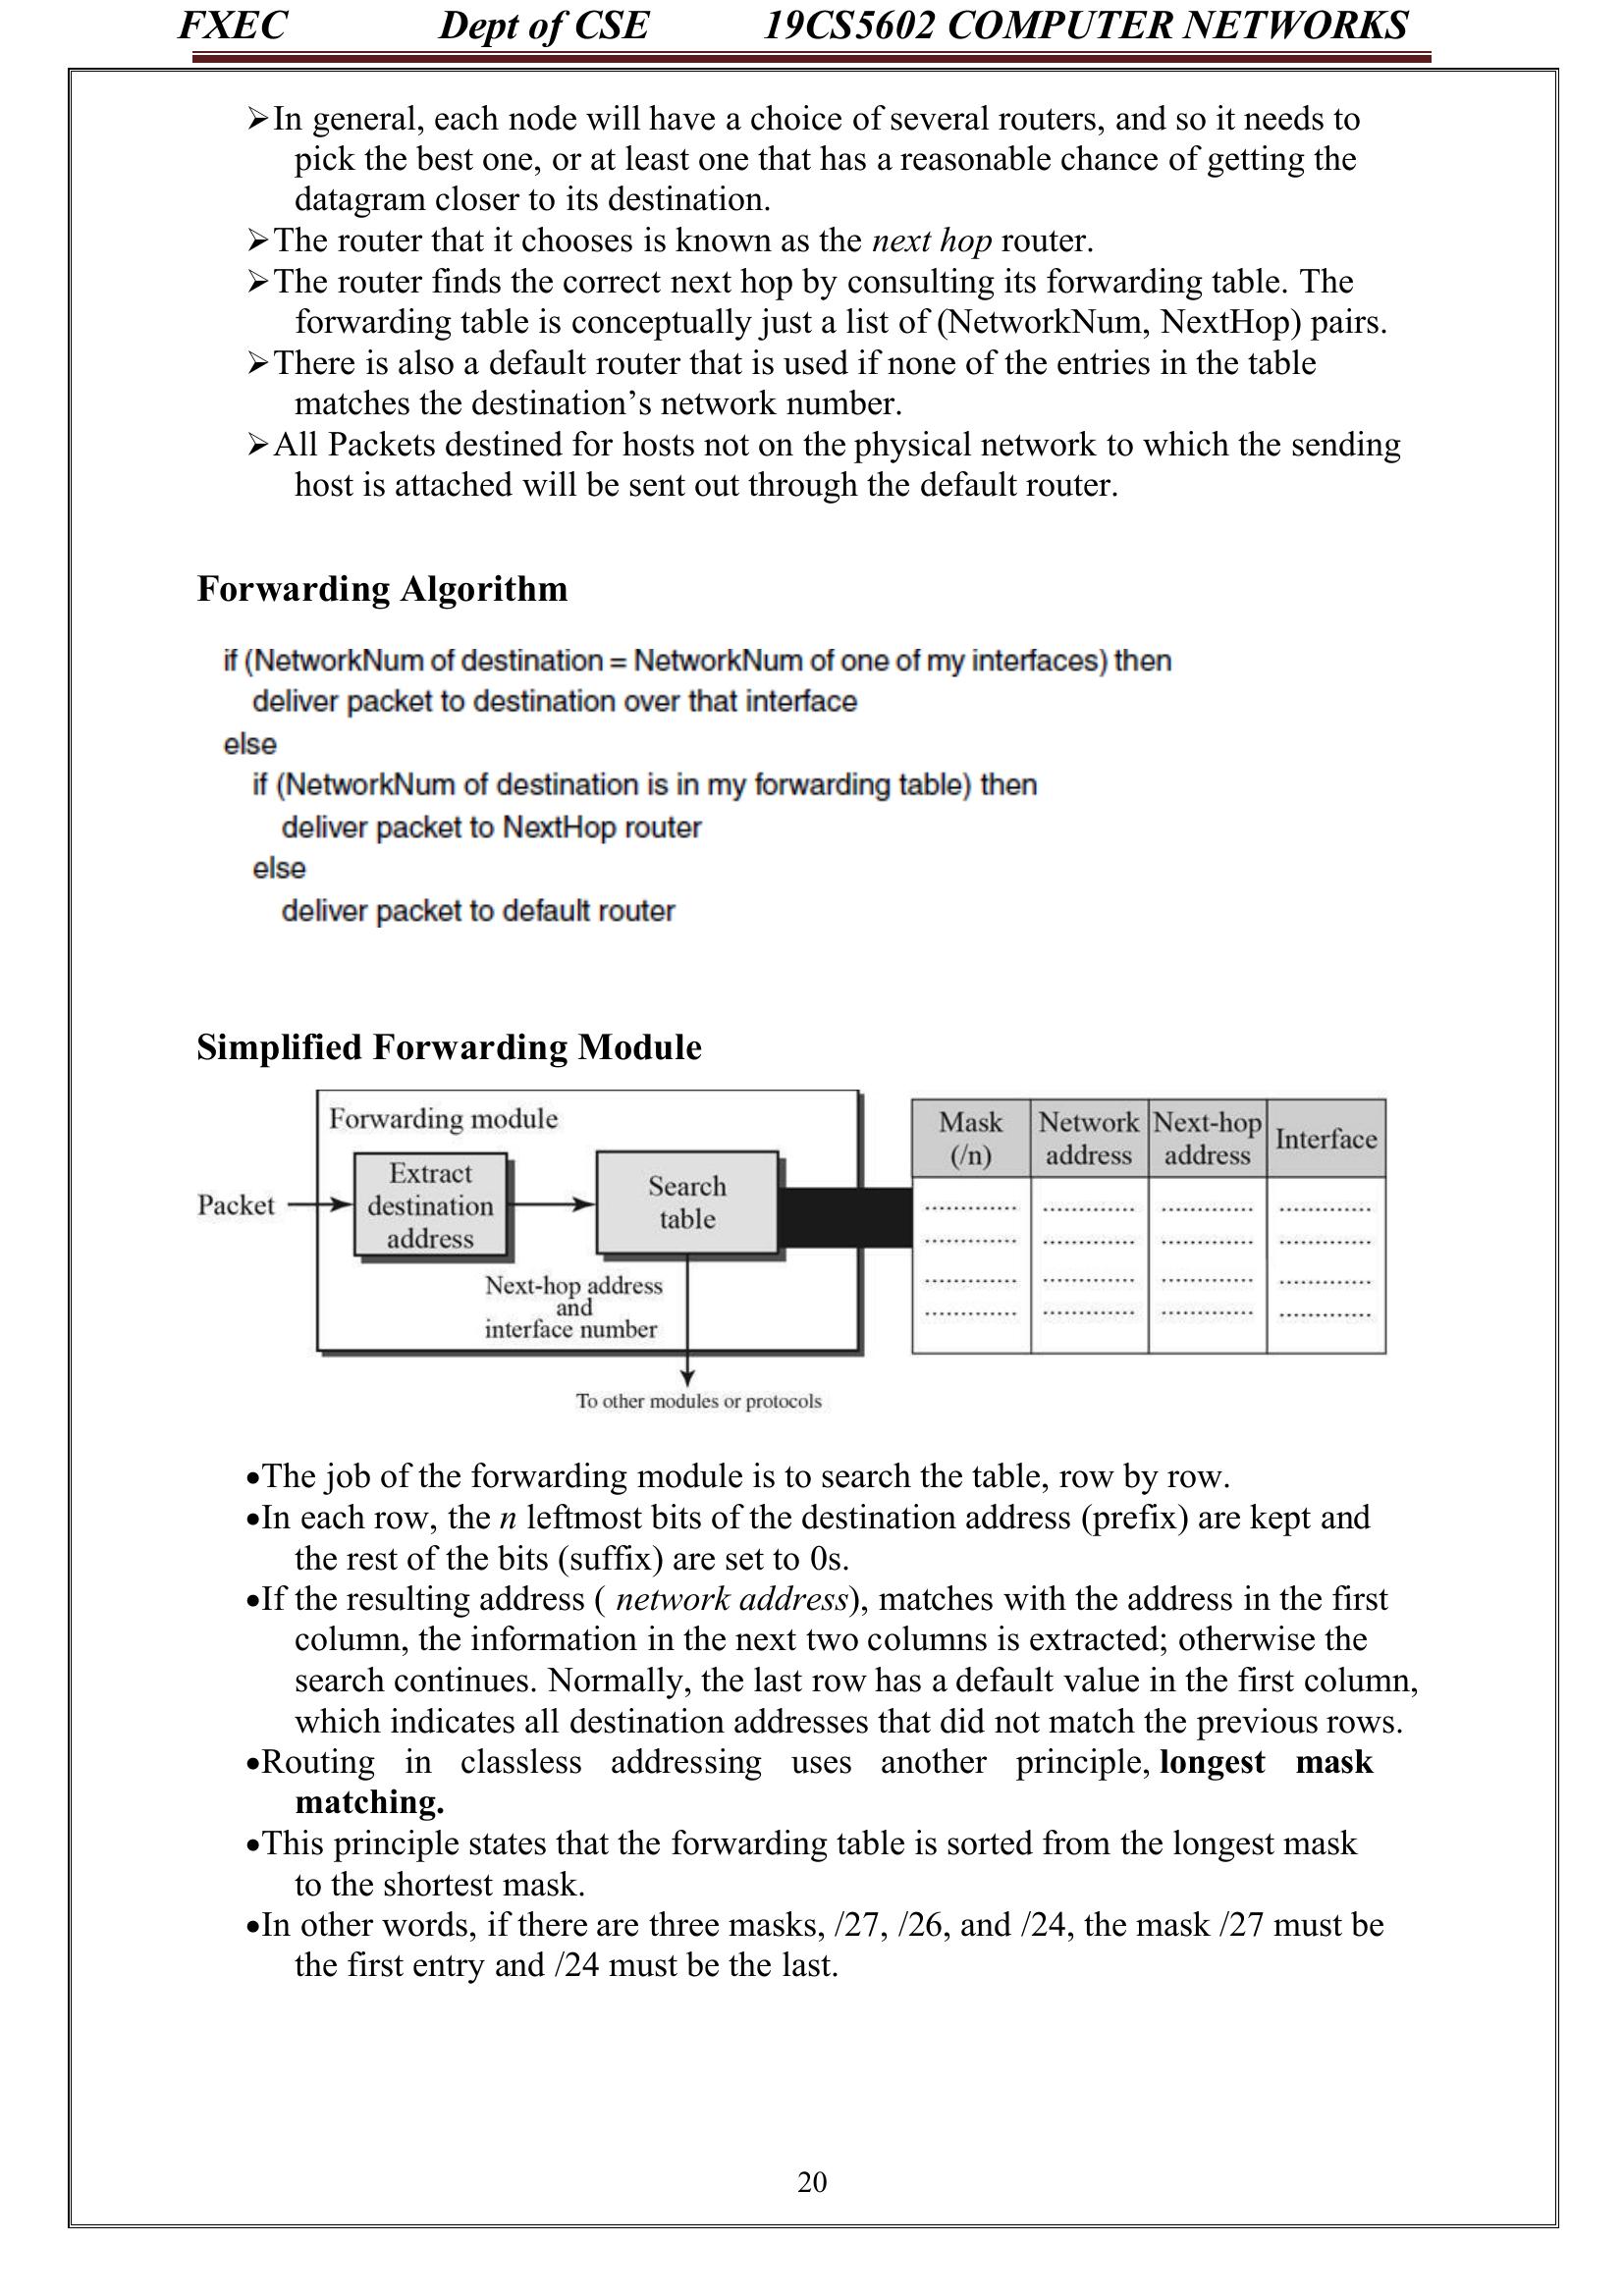 FXEC Dept of CSE 19CS5602 COMPUTER NETWORKS
➢In general, each node will have a choice of several routers, and so it needs to
pick the best one, or at least one that has a reasonable chance of getting the
datagram closer to its destination.
➢The router that it chooses is known as the next hop router.
➢The router finds the correct next hop by consulting its forwarding table. The
forwarding table is conceptually just a list of (NetworkNum, NextHop) pairs.
➢There is also a default router that is used if none of the entries in the table
matches the destination’s network number.
➢All Packets destined for hosts not on the physical network to which the sending
host is attached will be sent out through the default router.
Forwarding Algorithm
if (NetworkNum of destination = NetworkNum of one of my interfaces) then
deliver packet to destination over that interface
else
if (NetworkNum of destination is in my forwarding table) then
deliver packet to NextHop router
else
deliver packet to default router
Simplified Forwarding Module
Forwarding module
Packet
Extract
destination
address
Search
table
Next-hop address
and
interface number
To other modules or protocols
Mask
(/n)
Network
address
Next-hop
address
Interface
............. ............. ............. .............
............. ............. ............. .............
............. ............. ............. .............
............. ............. ............. .............
•The job of the forwarding module is to search the table, row by row.
•In each row, the n leftmost bits of the destination address (prefix) are kept and
the rest of the bits (suffix) are set to 0s.
•If the resulting address ( network address), matches with the address in the first
column, the information in the next two columns is extracted; otherwise the
search continues. Normally, the last row has a default value in the first column,
which indicates all destination addresses that did not match the previous rows.
•Routing in classless addressing uses another principle, longest mask
matching.
•This principle states that the forwarding table is sorted from the longest mask
to the shortest mask.
•In other words, if there are three masks, /27, /26, and /24, the mask /27 must be
the first entry and /24 must be the last.
20